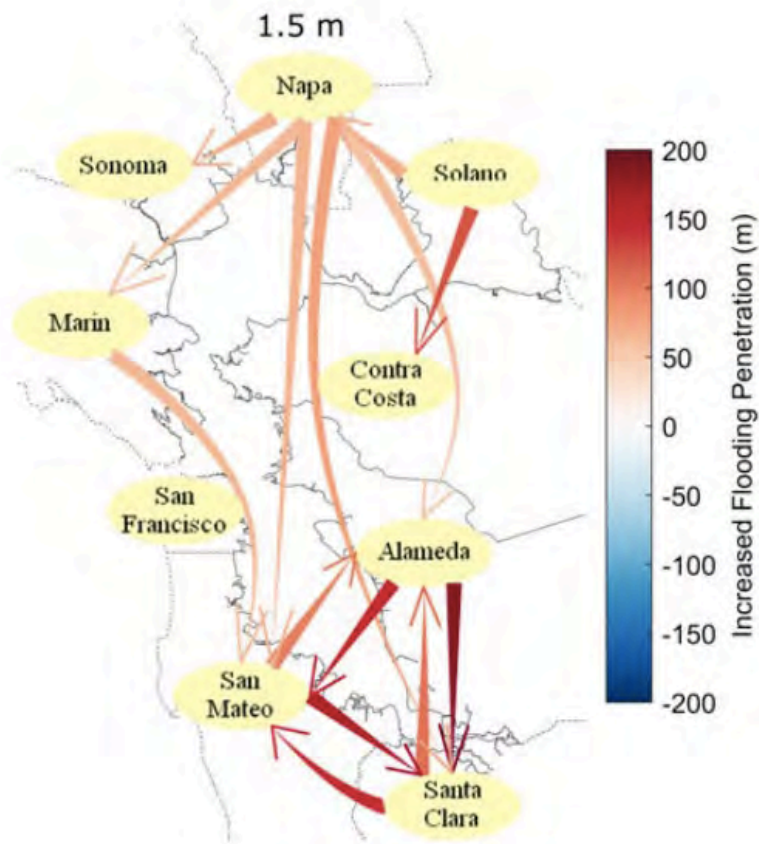 1.5 m
Napa
Sonoma
Solano
Marin
Contra
Costa
San
Francisco
Alameda
San
Mateo
Santa
Clara
200
150
100
50
0
-50
-100
-150
-200
Increased Flooding Penetration (m)